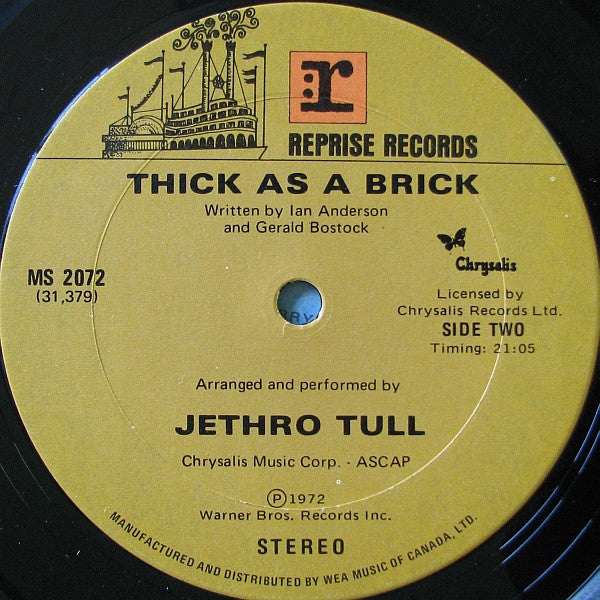 r
REPRISE RECORDS
THICK AS A BRICK
Written by Ian Anderson
and Gerald Bostock
MS 2072
(31,379)
Chrysalis
Licensed by
Chrysalis Records Ltd.
SIDE TWO
Timing: 21:05
Arranged and performed by
JETHRO TULL
Chrysalis Music Corp. - ASCAP
Ⓟ 1972
Warner Bros. Records Inc.
STEREO
MANUFACTURED AND DISTRIBUTED BY WEA MUSIC OF CANADA, LTD.